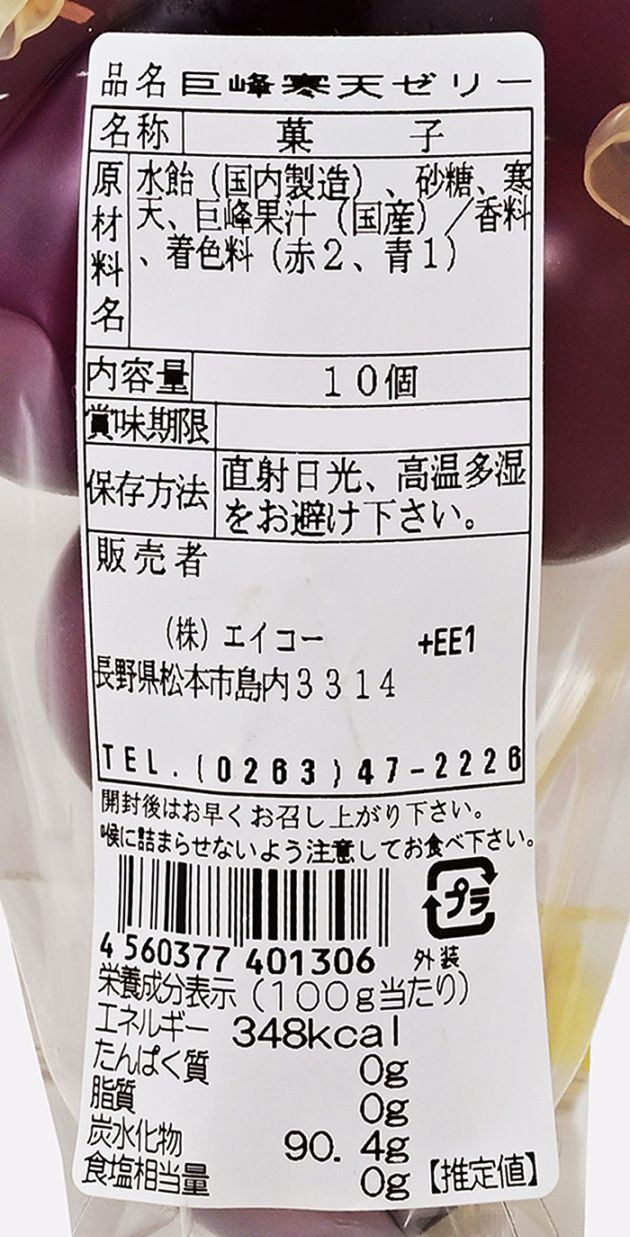 品名 巨峰寒天ゼリー
名称 菓子
原材料名 水飴（国内製造）、砂糖、寒
天、巨峰果汁（国産）／香料
、着色料（赤２、青１）
内容量 １０個
賞味期限
保存方法 直射日光、高温多湿
をお避け下さい。
販売者
（株）エイコー +EE1
長野県松本市島内３３１４
TEL.(0263)47-2226
開封後はお早くお召し上がり下さい。
喉に詰まらせないよう注意してお食べ下さい。
プラ
4 560377 401306 外装
栄養成分表示（１００ｇ当たり）
エネルギー 348kcal
たんぱく質 0g
脂質 0g
炭水化物 90.4g
食塩相当量 0g【推定値】